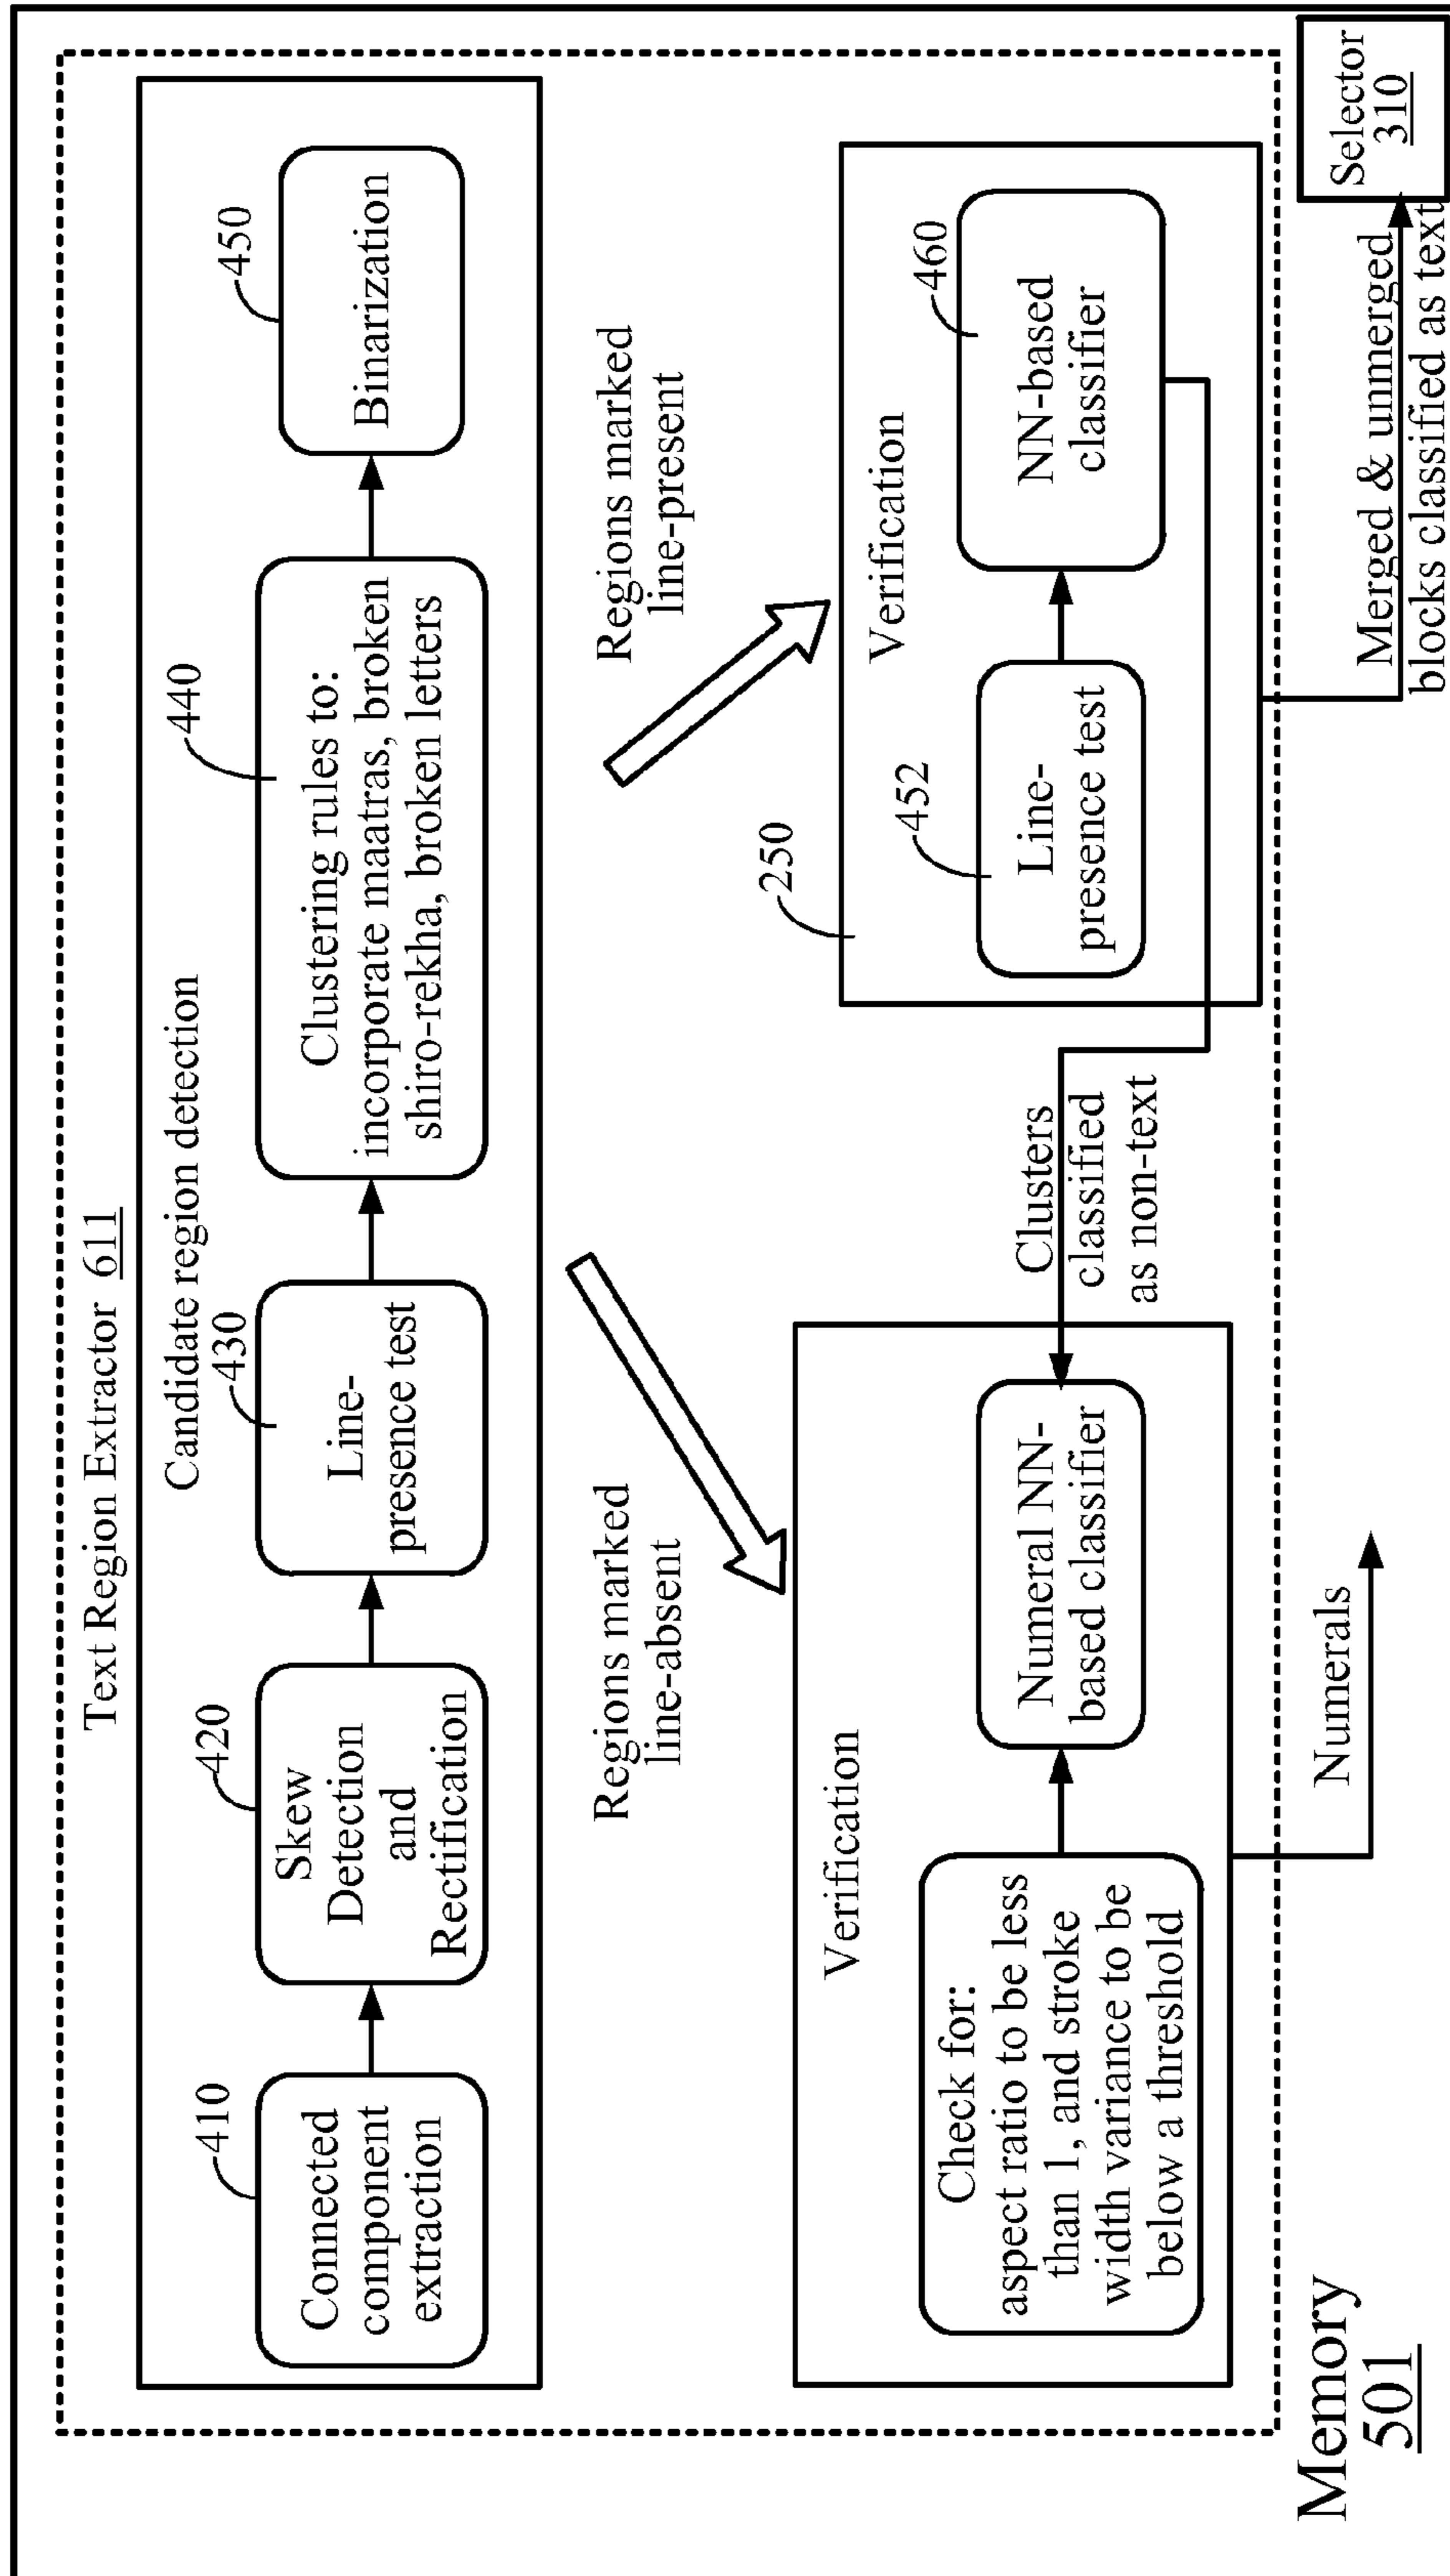 Text Region Extractor 611
Candidate region detection
410
Connected
component
extraction
420
Skew
Detection
and
Rectification
430
Line-
presence test
440
Clustering rules to:
incorporate maatras, broken
shiro-rekha, broken letters
450
Binarization
Regions marked
line-absent
Regions marked
line-present
Verification
Check for:
aspect ratio to be less
than 1, and stroke
width variance to be
below a threshold
Numeral NN-
based classifier
Clusters
classified
as non-text
250
Verification
452
Line-
presence test
460
NN-based
classifier
Numerals
Merged & unmerged
blocks classified as text
Selector
310
Memory
501